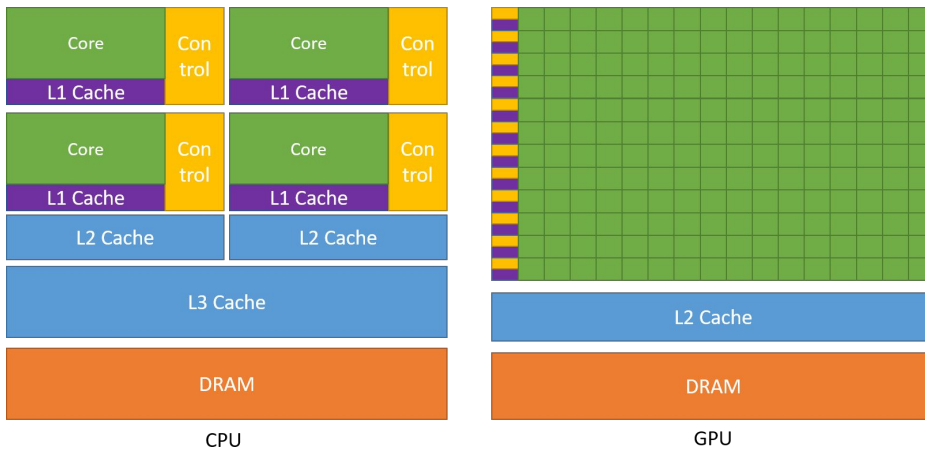 Core
Con
trol
L1 Cache
Core
Con
trol
L1 Cache
Core
Con
trol
L1 Cache
Core
Con
trol
L1 Cache
L2 Cache
L2 Cache
L3 Cache
DRAM
CPU
L2 Cache
DRAM
GPU